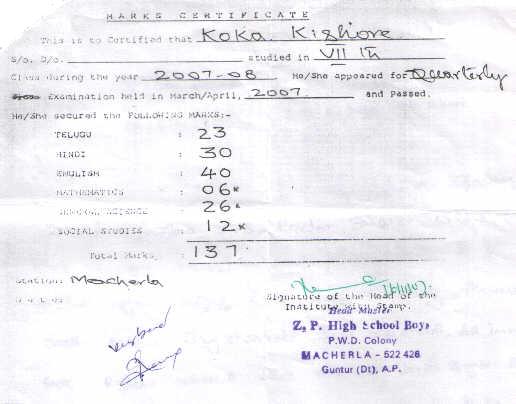 MARKS CERTIFICATE
This is to Certified that Koka. Kishore
S/o. D/o. studied in VII th
Class during the year 2007-08 He/She appeared for Quarterly
Examination held in March/April, 2007 and Passed.
He/She secured the FOLLOWING MARKS:-
TELUGU : 23
HINDI : 30
ENGLISH : 40
MATHEMATICS : 06*
GENERAL SCIENCE : 26*
SOCIAL STUDIES : 12*
Total Marks : 137
Station: Macherla
Signature of the Head of the
Institute with Stamp.
Head Master
Z. P. High School Boys
P.W.D. Colony
MACHERLA - 522 426
Guntur (Dt), A.P.